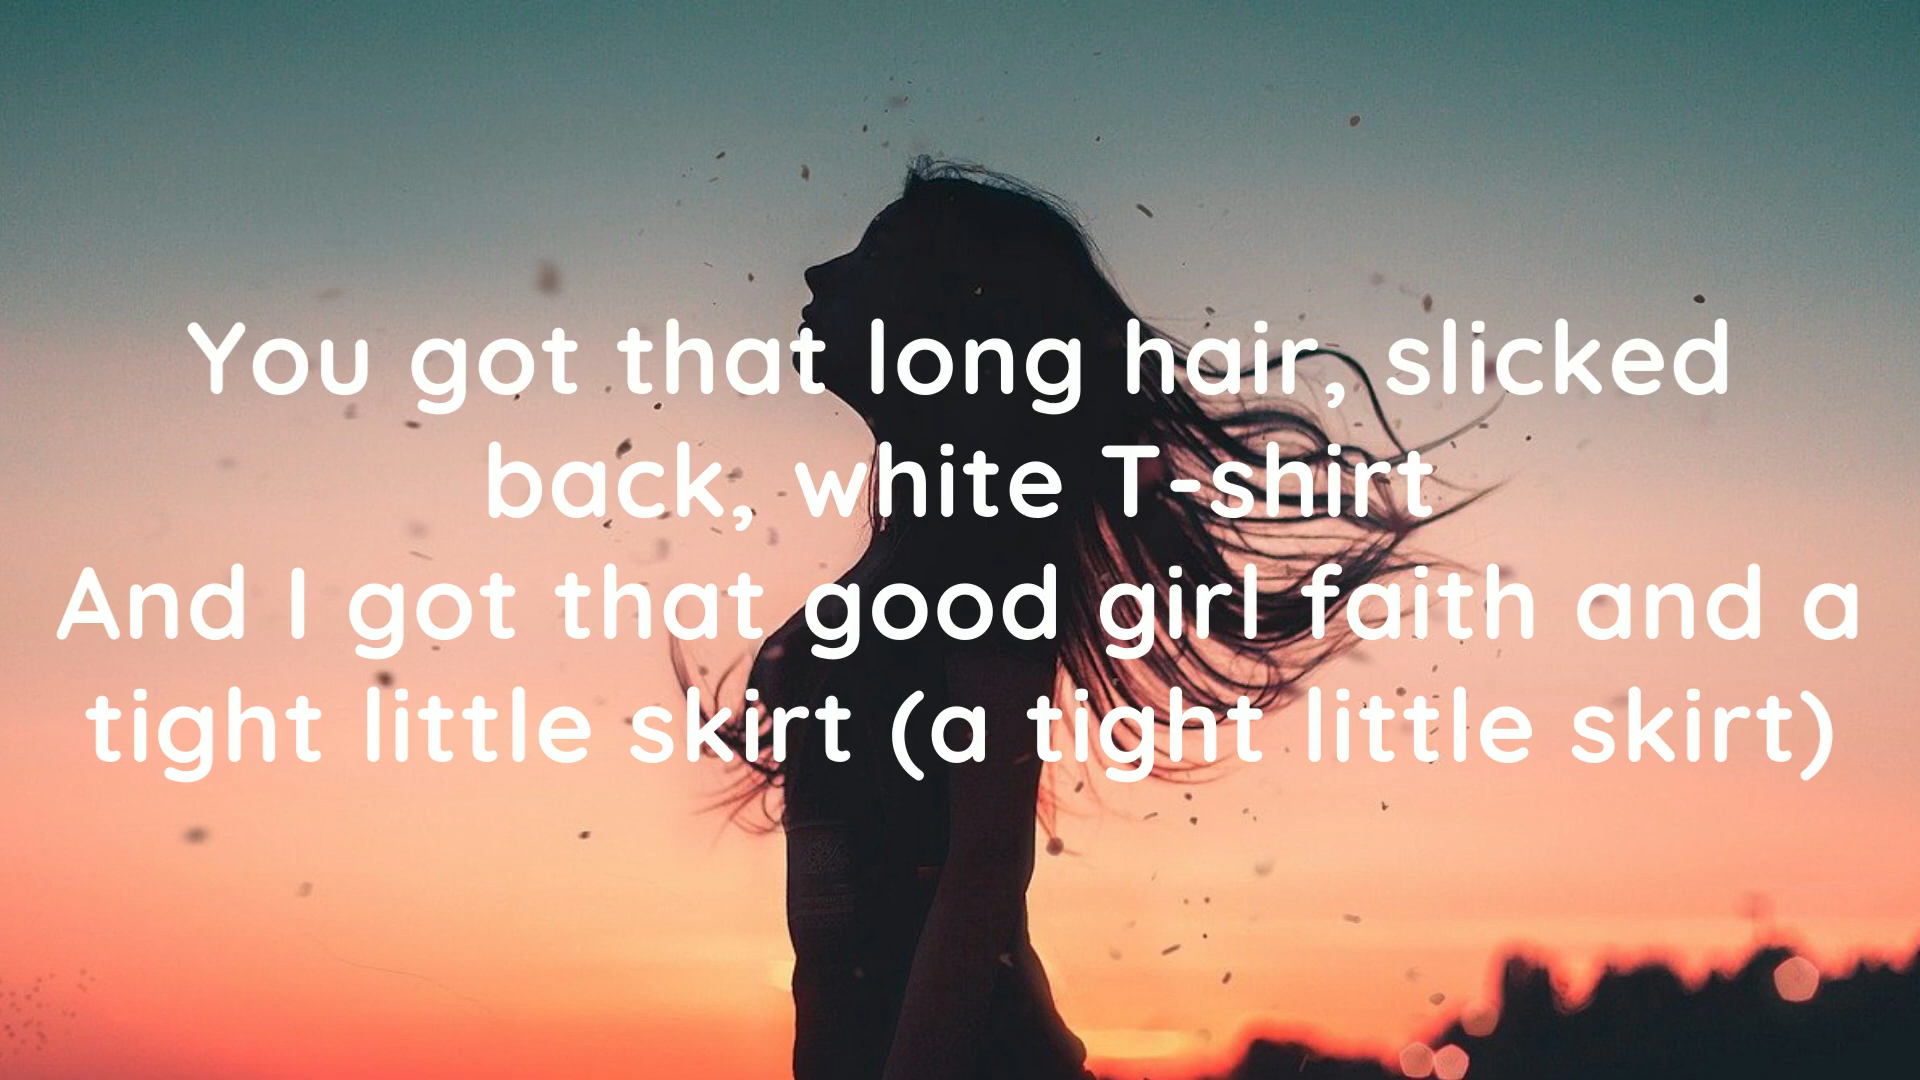 You got that long hair, slicked
back, white T-shirt
And I got that good girl faith and a
tight little skirt (a tight little skirt)